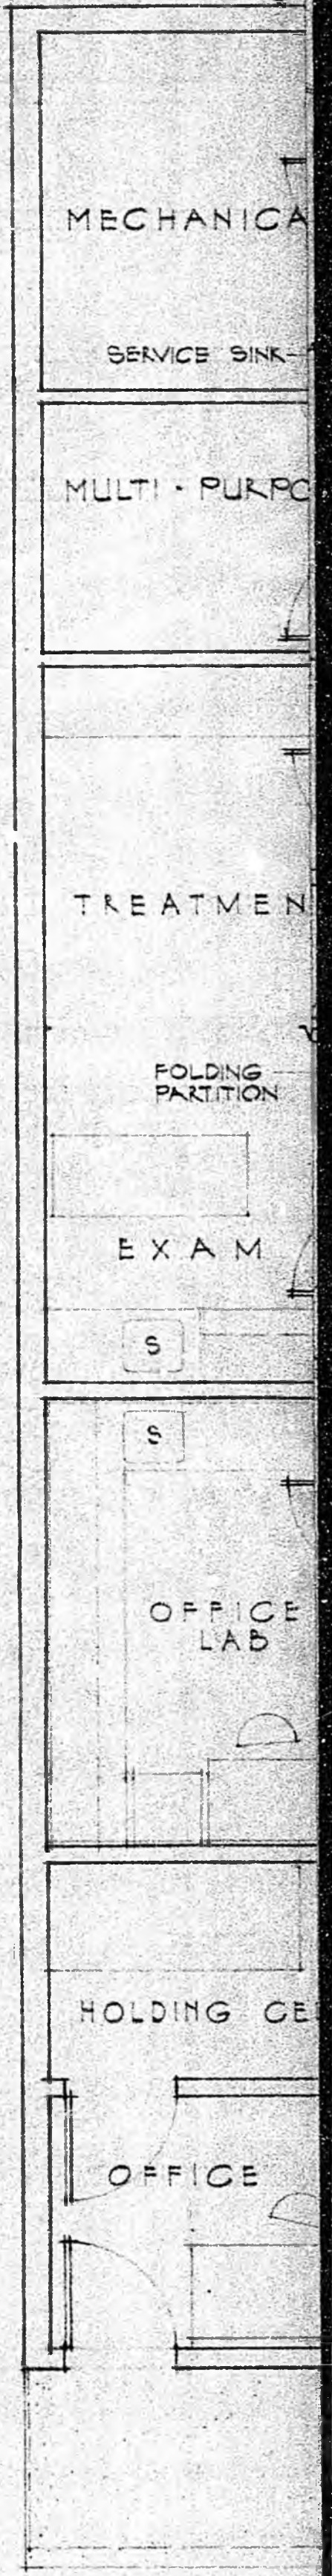 MECHANICA
SERVICE SINK
MULTI - PURPO
TREATMEN
FOLDING
PARTITION
EXAM
S
S
OFFICE
LAB
HOLDING CE
OFFICE